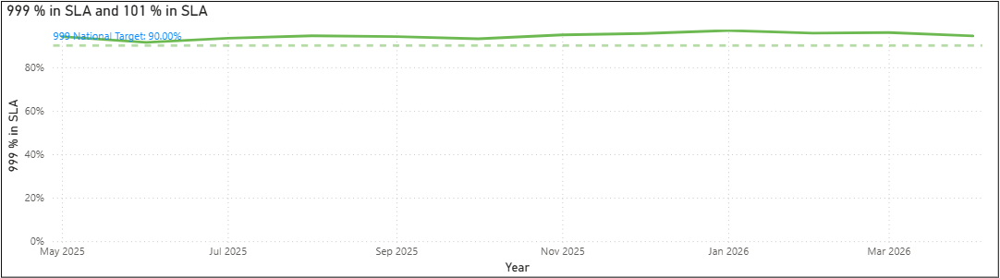 999 % in SLA and 101 % in SLA
999 National Target: 90.00%
80%
60%
40%
20%
0%
999 % in SLA
May 2025
Jul 2025
Sep 2025
Nov 2025
Jan 2026
Mar 2026
Year